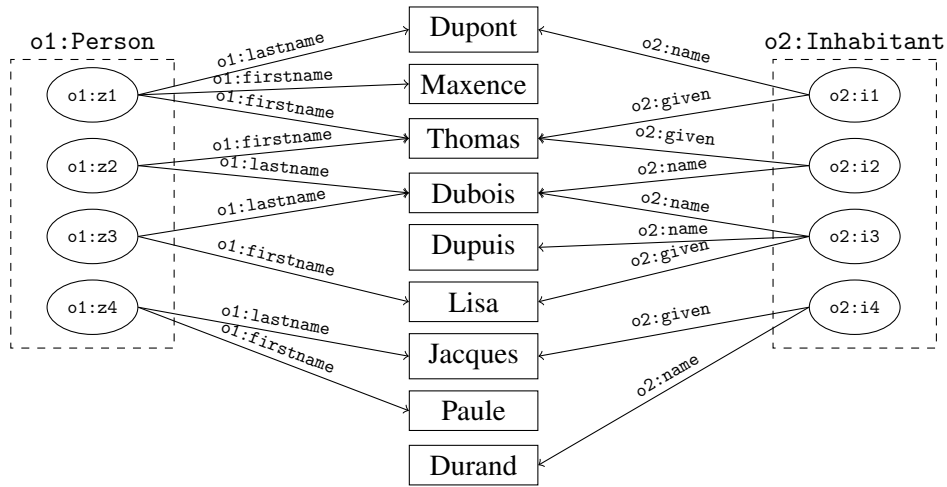 Dupont
o1:Person
o2:Inhabitant
o1:lastname
o2:name
o1:z1
o1:firstname
Maxence
o2:i1
o1:firstname
o2:given
o1:firstname
Thomas
o2:given
o1:z2
o1:lastname
o2:name
o2:i2
o1:lastname
Dubois
o2:name
o1:z3
o1:firstname
Dupuis
o2:name
o2:given
o2:i3
o1:z4
o1:lastname
Lisa
o2:given
o2:i4
o1:firstname
Jacques
o2:name
Paule
Durand